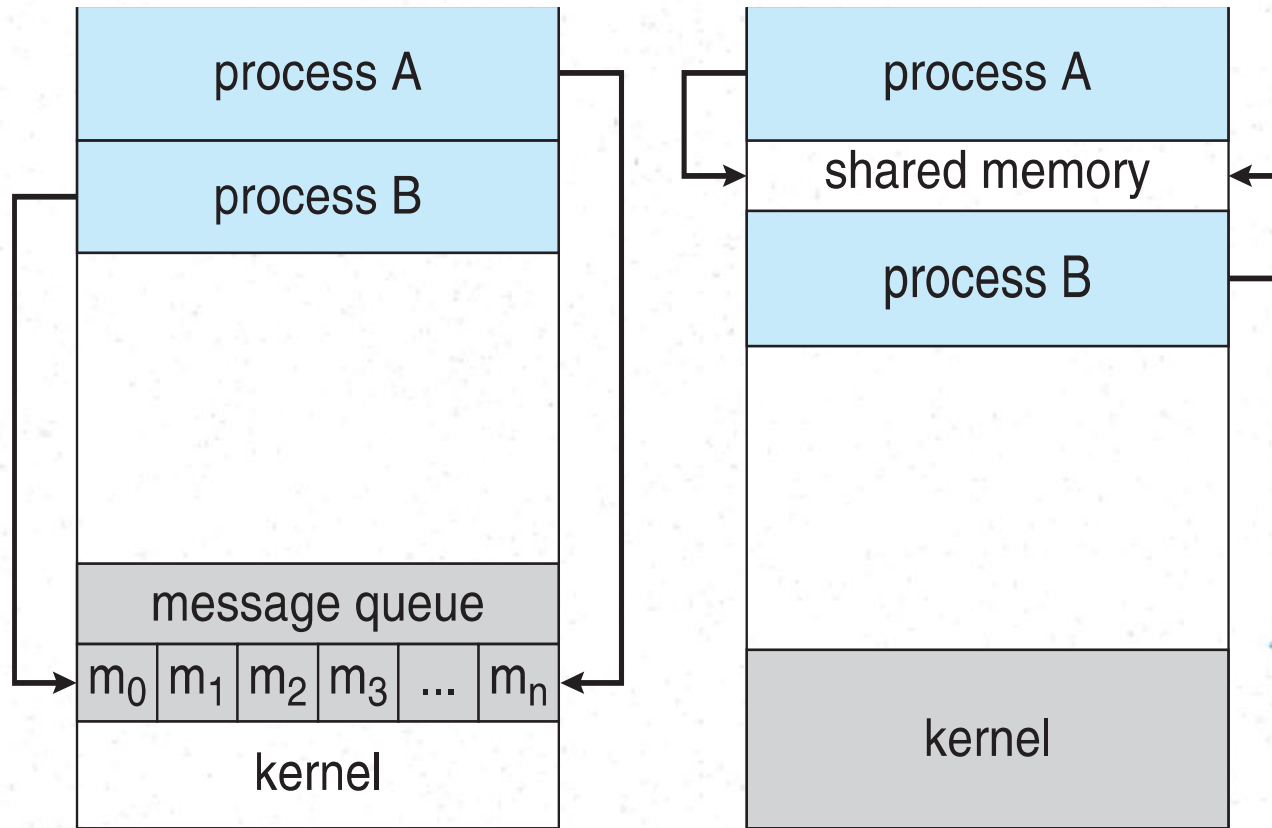 process A
process B
message queue
m₀ m₁ m₂ m₃ ... mₙ
kernel
process A
shared memory
process B
kernel